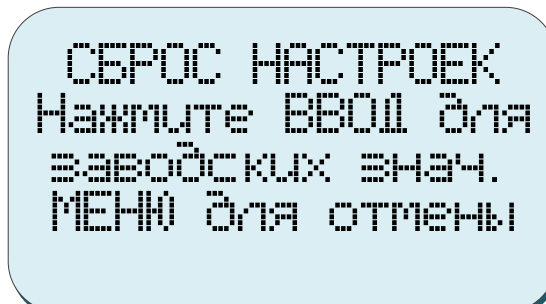 СБРОС НАСТРОЕК
Нажмите ВВОД для
заводских знач.
МЕНЮ для отмены